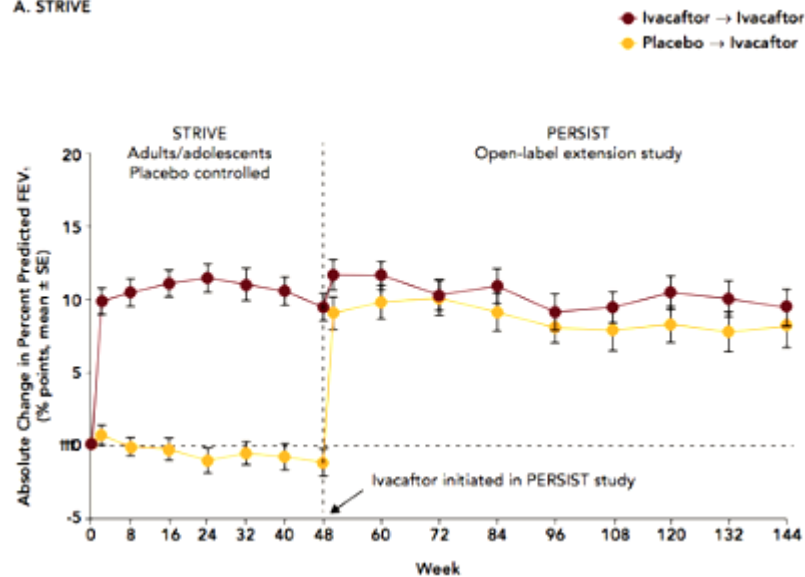 A. STRIVE
Ivacaftor → Ivacaftor
Placebo → Ivacaftor
STRIVE
Adults/adolescents
Placebo controlled
PERSIST
Open-label extension study
Absolute Change in Percent Predicted FEV₁
(% points, mean ± SE)
20
15
10
5
0
-5
Ivacaftor initiated in PERSIST study
0 8 16 24 32 40 48 60 72 84 96 108 120 132 144
Week